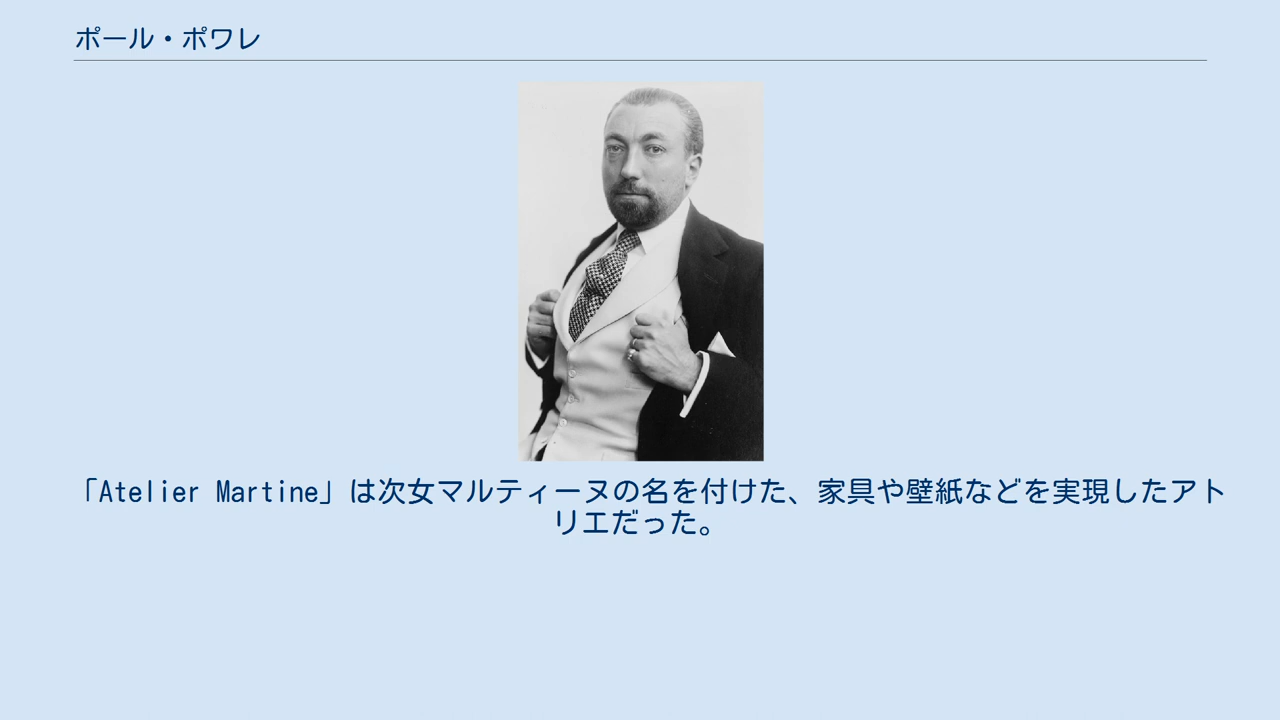 ポール・ポワレ
「Atelier Martine」は次女マルティーヌの名を付けた、家具や壁紙などを実現したアト
リエだった。